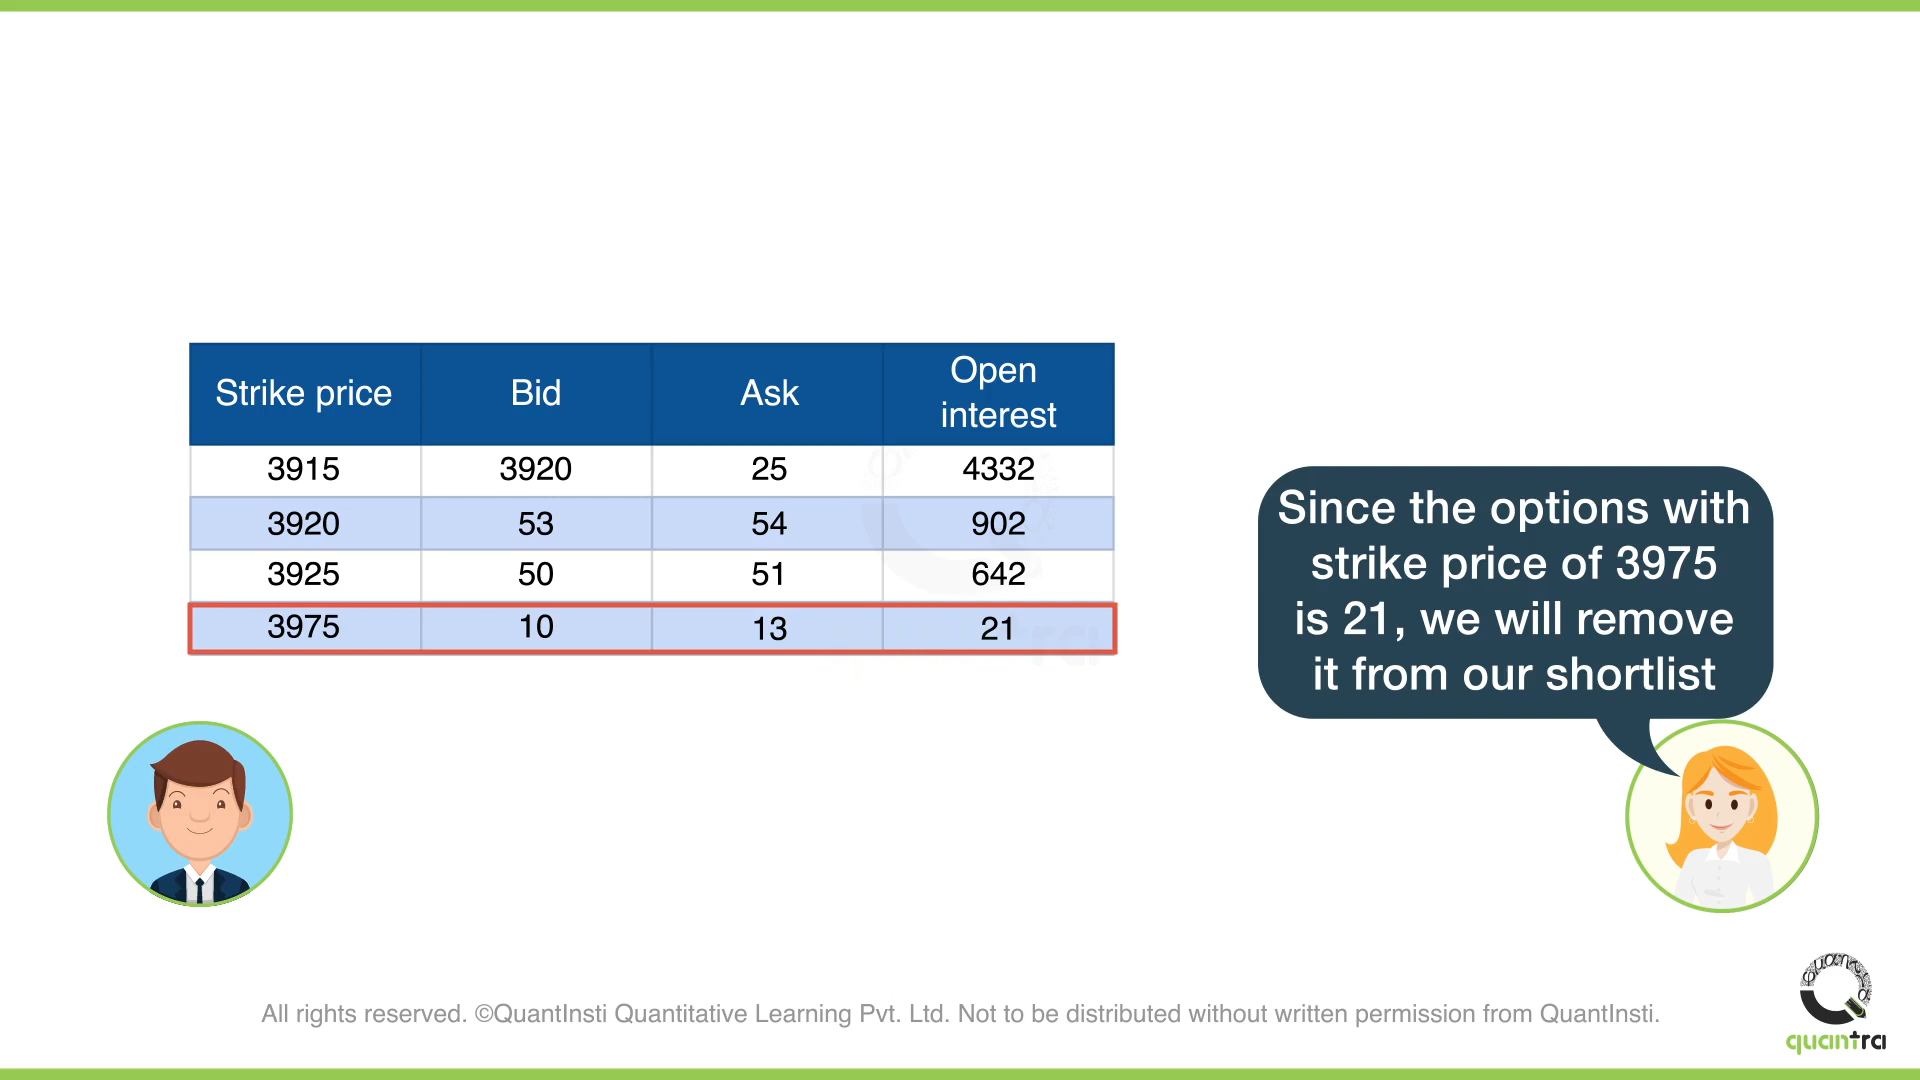 Strike price Bid Ask Open interest
3915 3920 25 4332
3920 53 54 902
3925 50 51 642
3975 10 13 21
Since the options with
strike price of 3975
is 21, we will remove
it from our shortlist
All rights reserved. ©QuantInsti Quantitative Learning Pvt. Ltd. Not to be distributed without written permission from QuantInsti.
quantra